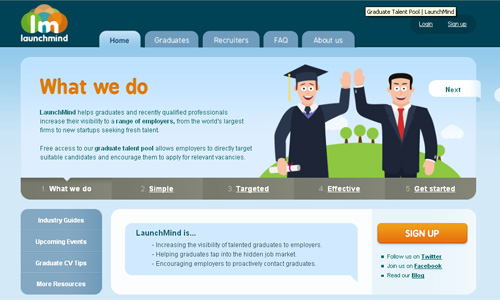 Graduate Talent Pool | LaunchMind
lm
launchmind
Login Sign up
Home Graduates Recruiters FAQ About us
What we do
LaunchMind helps graduates and recently qualified professionals
increase their visibility to a range of employers, from the world's largest
firms to new startups seeking fresh talent.
Free access to our graduate talent pool allows employers to directly target
suitable candidates and encourage them to apply for relevant vacancies.
Next
1. What we do 2. Simple 3. Targeted 4. Effective 5. Get started
Industry Guides
Upcoming Events
Graduate CV Tips
More Resources
LaunchMind is...
- Increasing the visibility of talented graduates to employers.
- Helping graduates tap into the hidden job market.
- Encouraging employers to proactively contact graduates.
SIGN UP
Follow us on Twitter
Join us on Facebook
Read our Blog